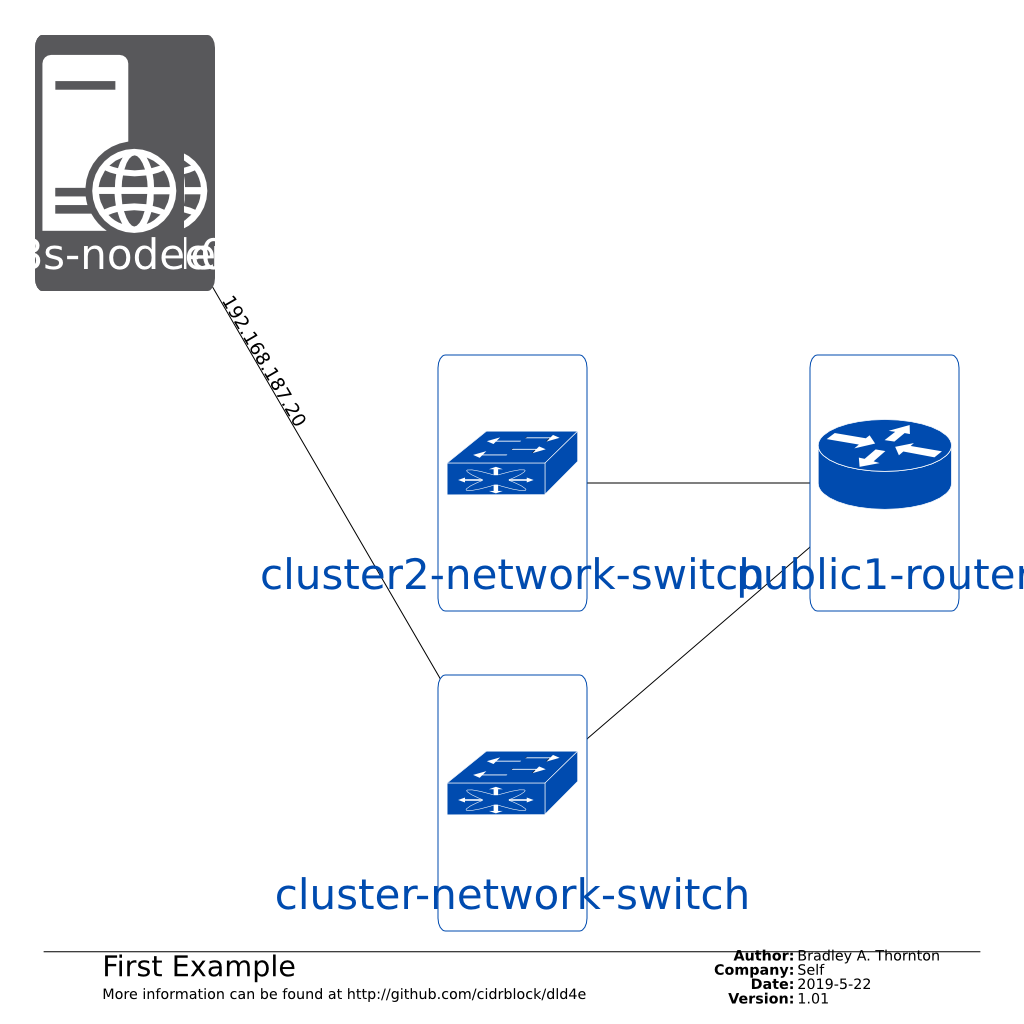 3s-node
192.168.187.20
cluster2-network-switch
public1-router
cluster-network-switch
First Example
More information can be found at http://github.com/cidrblock/dld4e
Author: Bradley A. Thornton
Company: Self
Date: 2019-5-22
Version: 1.01